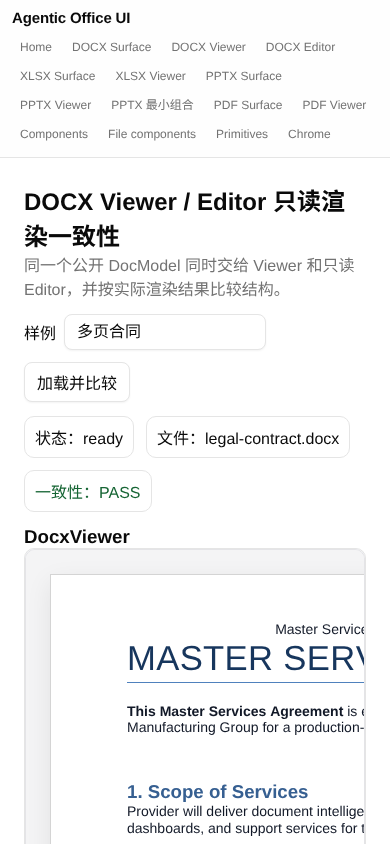 Agentic Office UI
Home DOCX Surface DOCX Viewer DOCX Editor
XLSX Surface XLSX Viewer PPTX Surface
PPTX Viewer PPTX 最小组合 PDF Surface PDF Viewer
Components File components Primitives Chrome
DOCX Viewer / Editor 只读渲
染一致性
同一个公开 DocModel 同时交给 Viewer 和只读
Editor，并按实际渲染结果比较结构。
样例 多页合同
加载并比较
状态：ready 文件：legal-contract.docx
一致性：PASS
DocxViewer
Master Service
MASTER SERV
This Master Services Agreement is e
Manufacturing Group for a production-
1. Scope of Services
Provider will deliver document intellige
dashboards, and support services for t